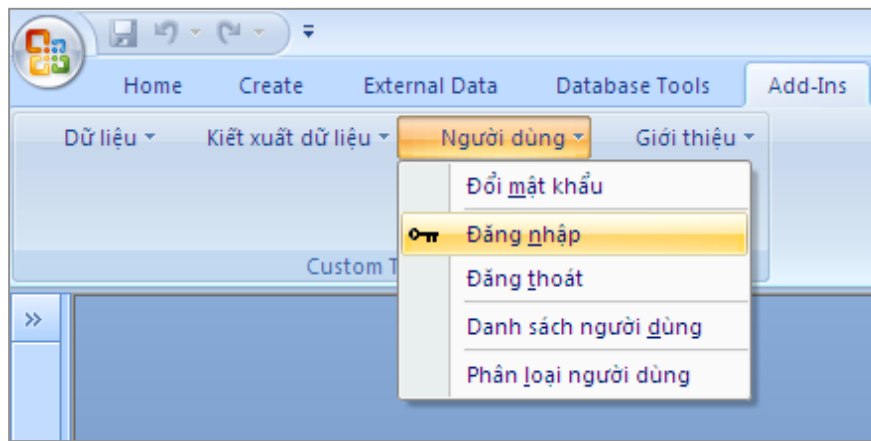 Home Create External Data Database Tools Add-Ins
Dữ liệu Kiết xuất dữ liệu Người dùng Giới thiệu
Đổi mật khẩu
Đăng nhập
Custom T
Đăng thoát
Danh sách người dùng
Phân loại người dùng